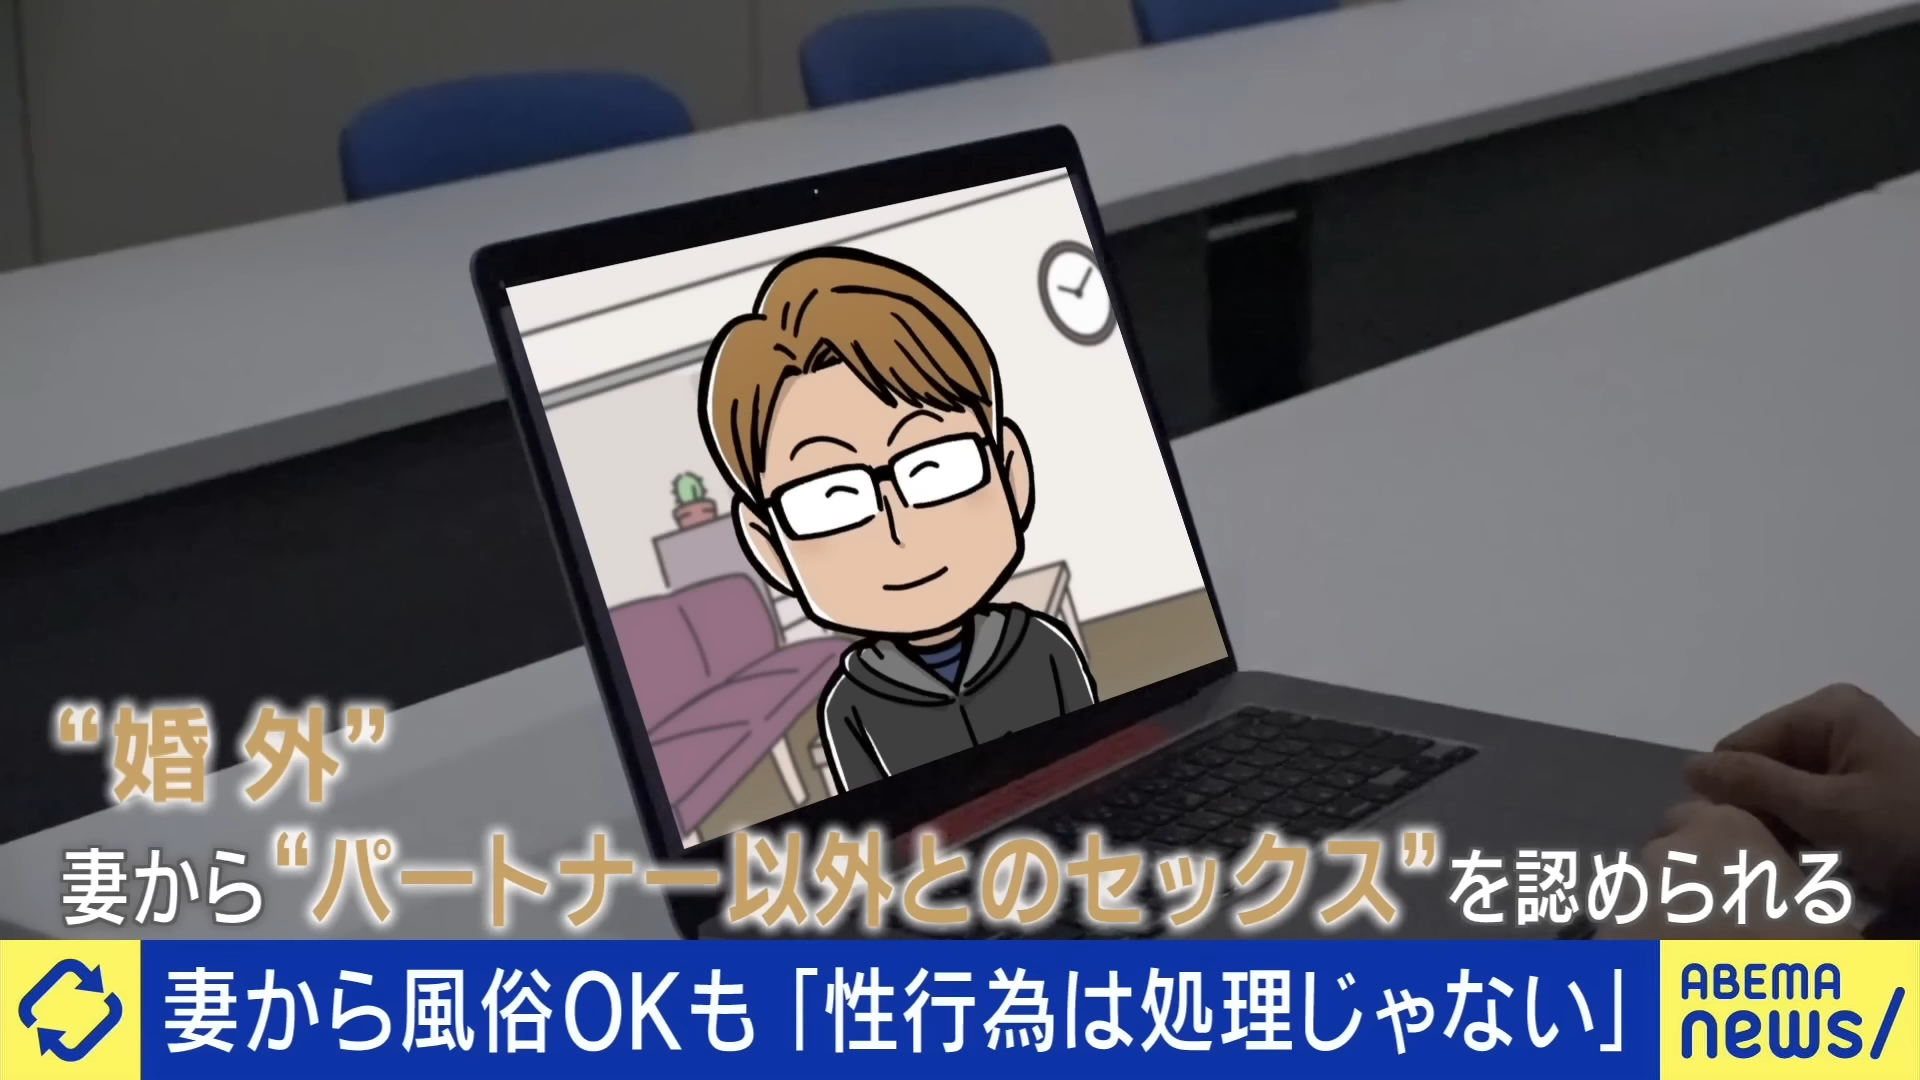 “婚外”
妻から“パートナー以外とのセックス”を認められる
妻から風俗OKも「性行為は処理じゃない」
ABEMA
news/